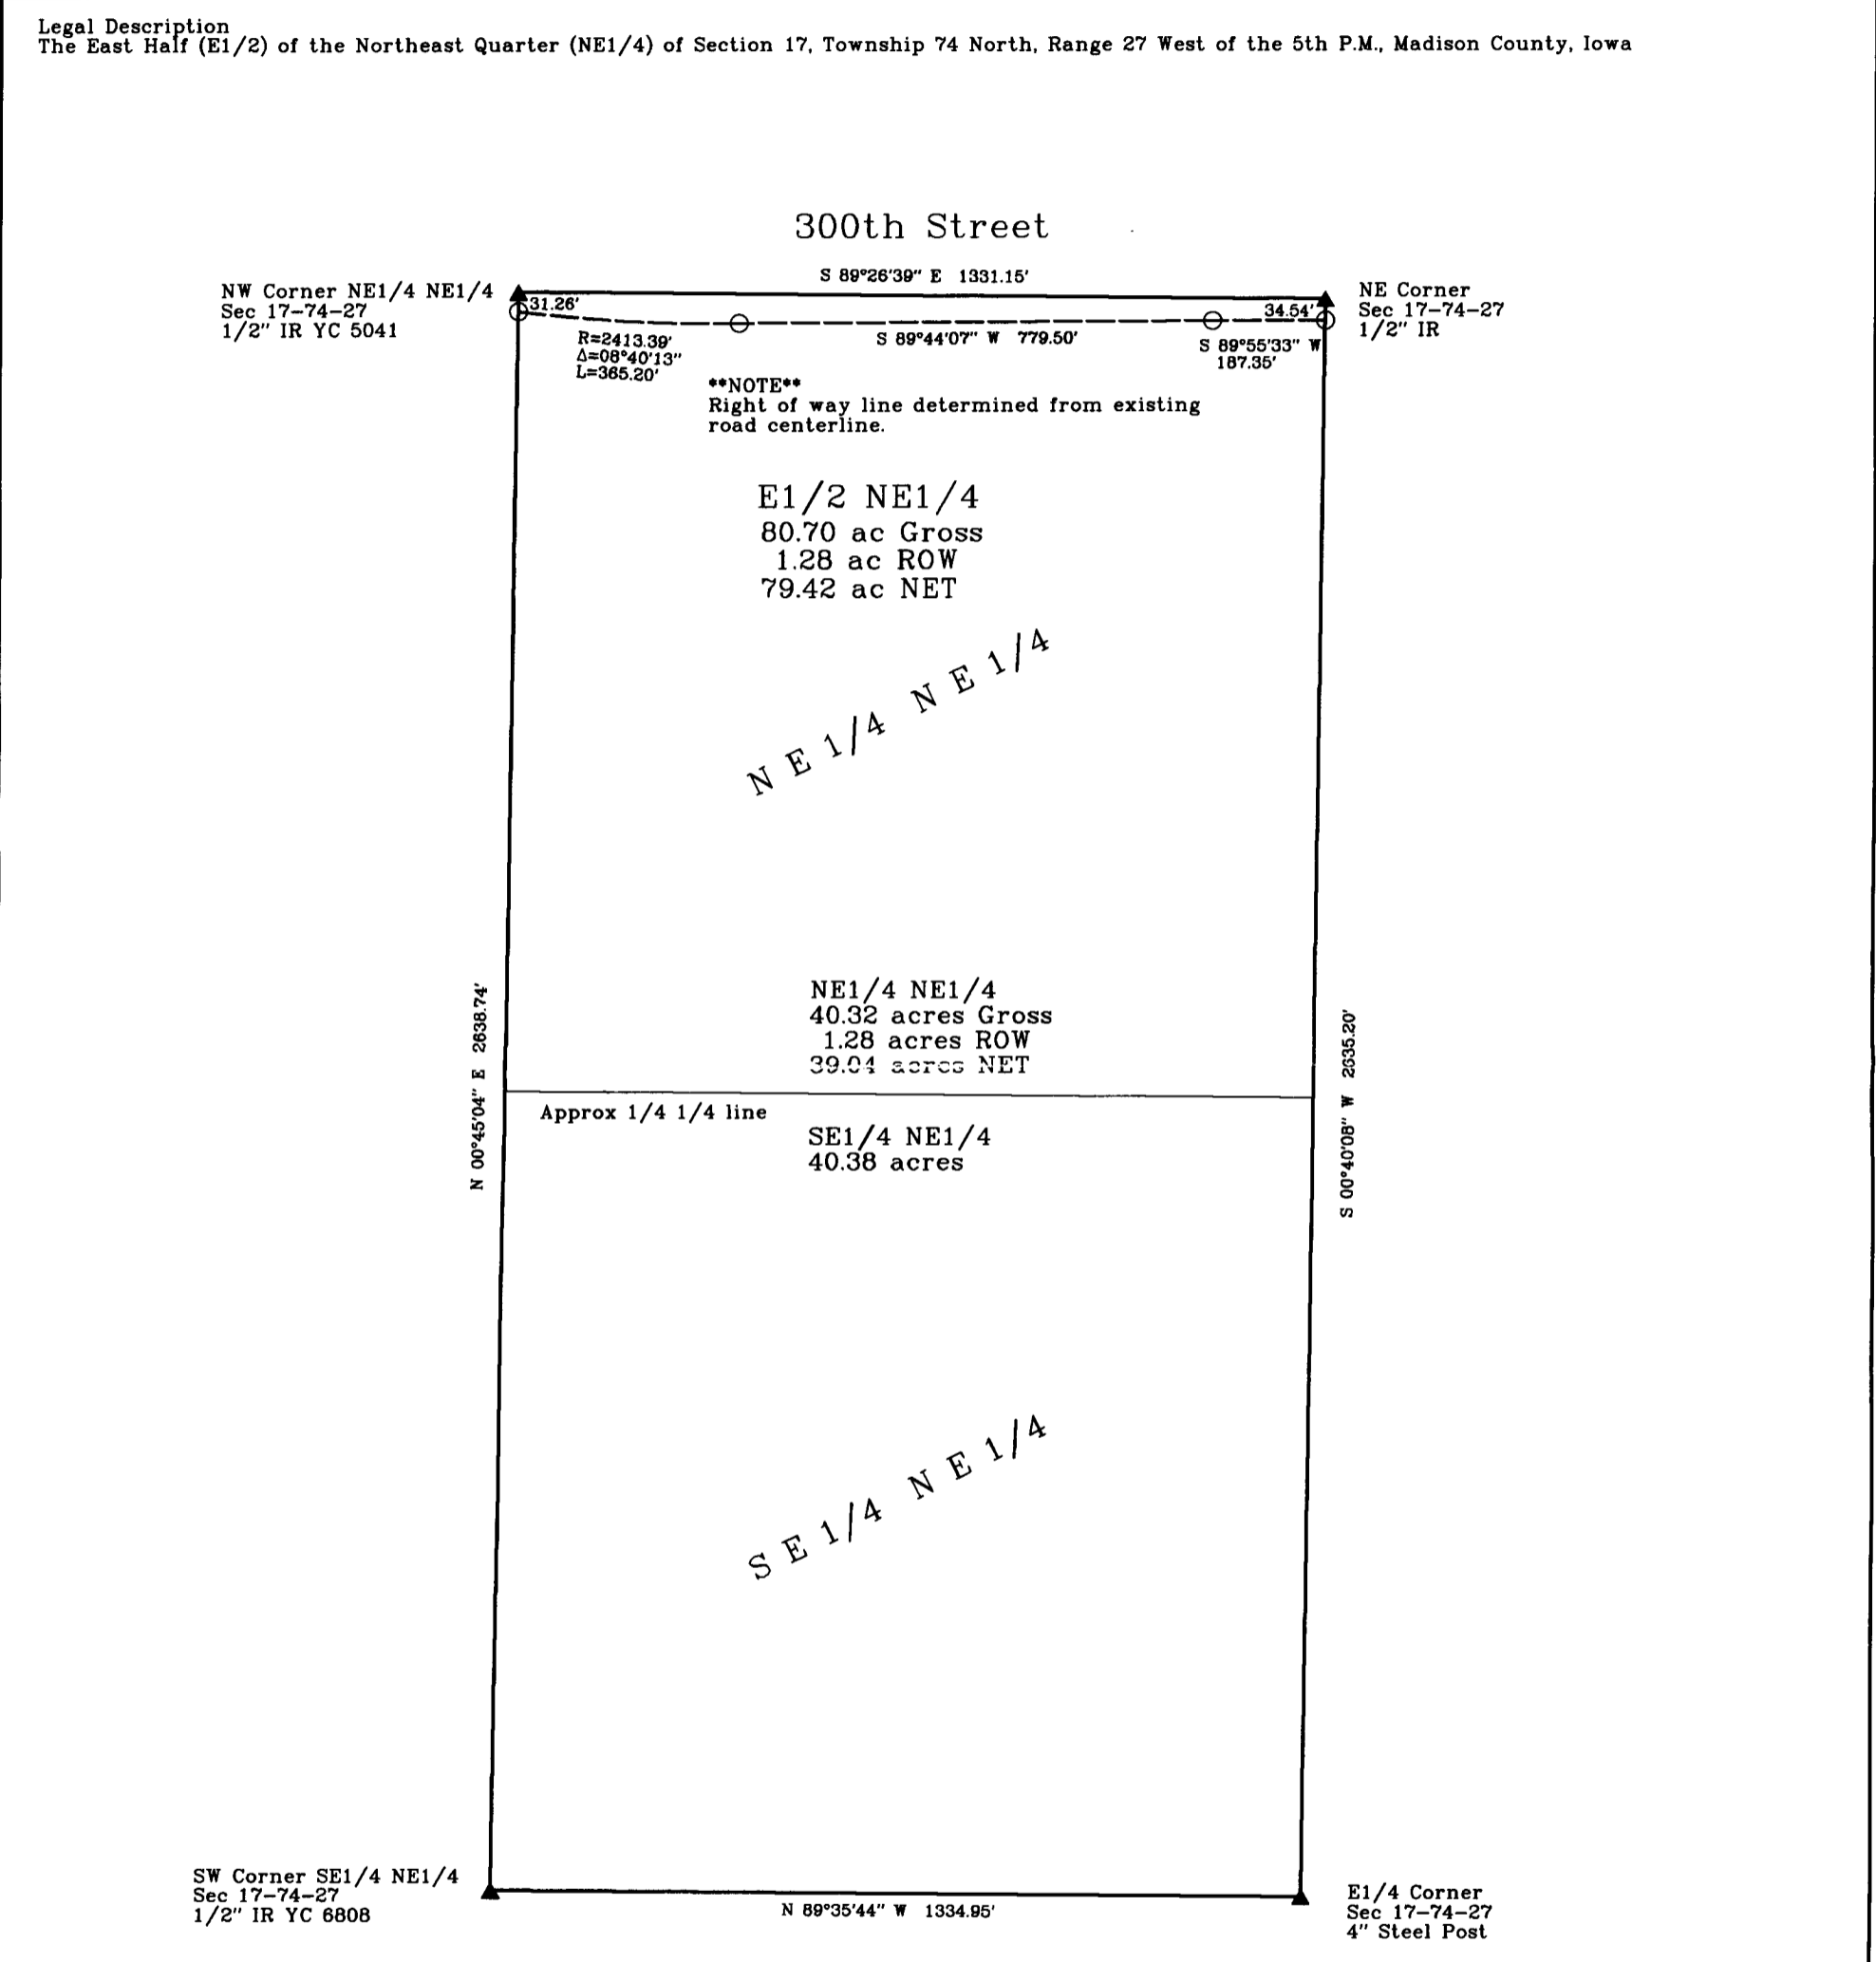 Legal Description
The East Half (E1/2) of the Northeast Quarter (NE1/4) of Section 17, Township 74 North, Range 27 West of the 5th P.M., Madison County, Iowa
300th Street
S 89°26'39" E 1331.15'
NW Corner NE1/4 NE1/4
Sec 17-74-27
1/2" IR YC 5041
31.26'
34.54'
NE Corner
Sec 17-74-27
1/2" IR
R=2413.39'
Δ=08°40'13"
L=365.20'
S 89°44'07" W 779.50'
S 89°55'33" W
187.35'
**NOTE**
Right of way line determined from existing
road centerline.
E1/2 NE1/4
80.70 ac Gross
1.28 ac ROW
79.42 ac NET
NE1/4 NE1/4
NE1/4 NE1/4
40.32 acres Gross
1.28 acres ROW
39.04 acres NET
N 00°45'04" E 2638.74'
S 00°40'08" W 2635.20'
Approx 1/4 1/4 line
SE1/4 NE1/4
40.38 acres
SE1/4 NE1/4
SW Corner SE1/4 NE1/4
Sec 17-74-27
1/2" IR YC 6808
N 89°35'44" W 1334.95'
E1/4 Corner
Sec 17-74-27
4" Steel Post